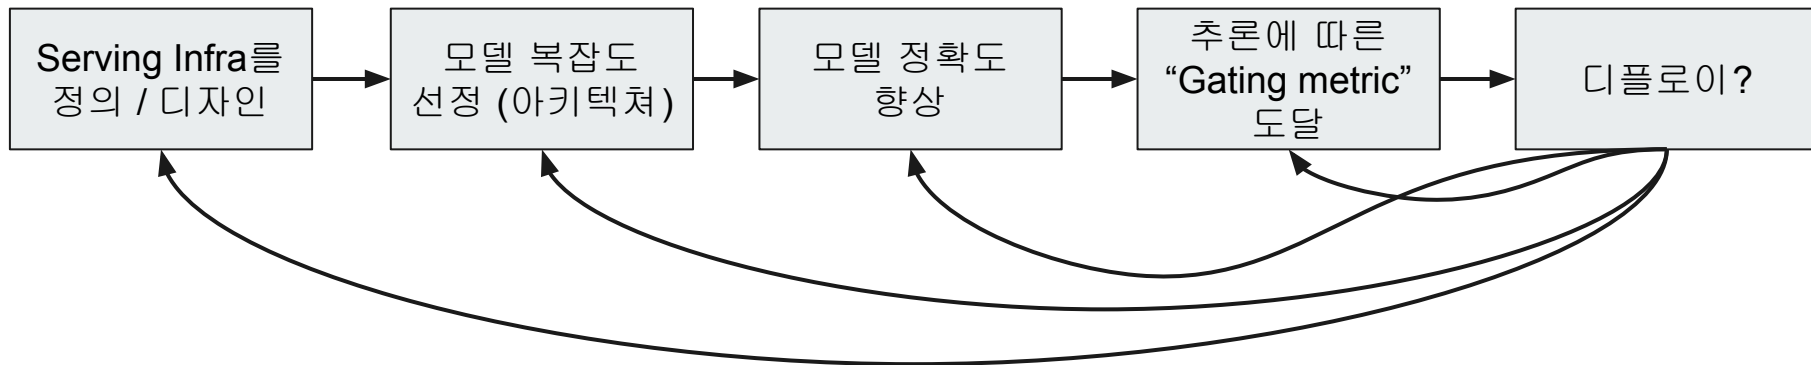 Serving Infra를
정의 / 디자인
모델 복잡도
선정 (아키텍쳐)
모델 정확도
향상
추론에 따른
“Gating metric”
도달
디플로이?